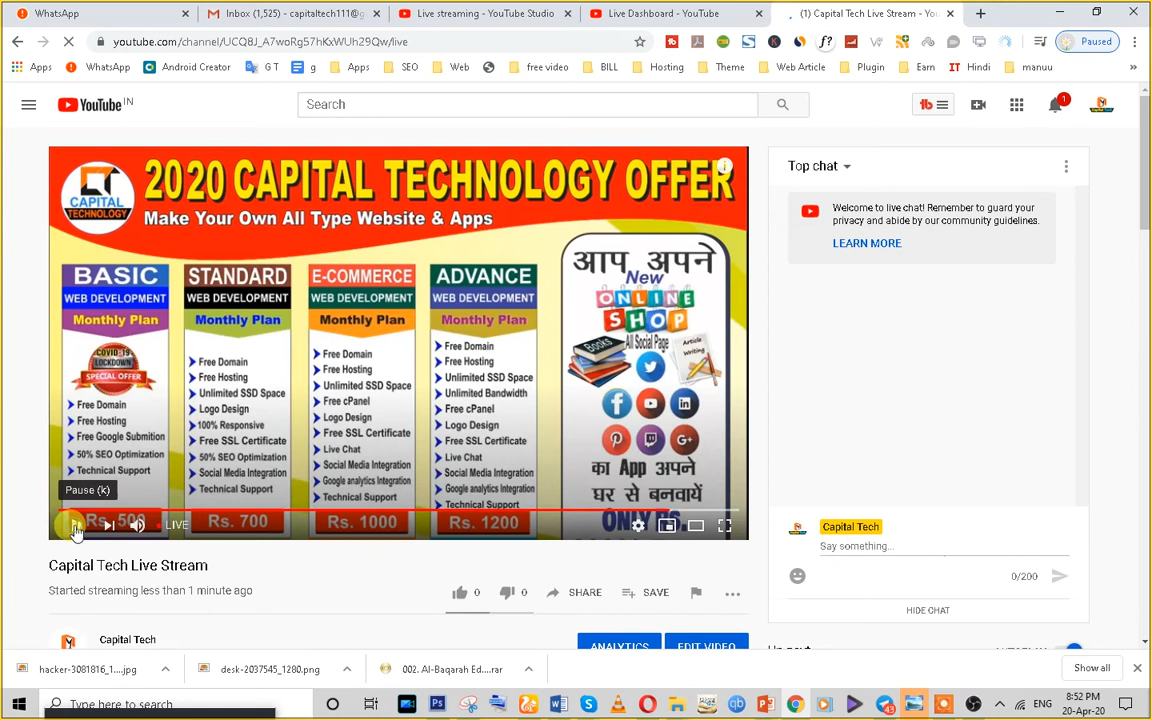 WhatsApp
Inbox (1,525) - capitaltech111@g
Live streaming - YouTube Studio
Live Dashboard - YouTube
(1) Capital Tech Live Stream - You
youtube.com/channel/UCQ8J_A7woRg57hKxWUh29Qw/live
Paused
Apps
WhatsApp
Android Creator
G T
g
Apps
SEO
Web
free video
BILL
Hosting
Theme
Web Article
Plugin
Earn
IT Hindi
manuu
YouTube IN
Search
1
2020 CAPITAL TECHNOLOGY OFFER
Make Your Own All Type Website & Apps
CAPITAL
TECHNOLOGY
BASIC
WEB DEVELOPMENT
Monthly Plan
COVID-19
LOCKDOWN
SPECIAL OFFER
Free Domain
Free Hosting
Free Google Submition
50% SEO Optimization
Technical Support
Rs. 500
STANDARD
WEB DEVELOPMENT
Monthly Plan
Free Domain
Free Hosting
Unlimited SSD Space
Logo Design
100% Responsive
Free SSL Certificate
50% SEO Optimization
Social Media Integration
Technical Support
Rs. 700
E-COMMERCE
WEB DEVELOPMENT
Monthly Plan
Free Domain
Free Hosting
Unlimited SSD Space
Free cPanel
Logo Design
Free SSL Certificate
Live Chat
Social Media Integration
Google analytics Integration
Technical Support
Rs. 1000
ADVANCE
WEB DEVELOPMENT
Monthly Plan
Free Domain
Free Hosting
Unlimited SSD Space
Unlimited Bandwidth
Free cPanel
Logo Design
Free SSL Certificate
Live Chat
Social Media Integration
Google analytics Integration
Technical Support
Rs. 1200
आप अपने
New
ONLINE
SHOP
All Social Page
Books
Article
Writing
का App अपने
घर से बनवायें
ONLY RS.
Pause (k)
LIVE
Capital Tech Live Stream
Started streaming less than 1 minute ago
0
0
SHARE
SAVE
Capital Tech
ANALYTICS
EDIT VIDEO
Top chat
Welcome to live chat! Remember to guard your
privacy and abide by our community guidelines.
LEARN MORE
Capital Tech
Say something...
0/200
HIDE CHAT
Up next
AUTOPLAY
hacker-3081816_1....jpg
desk-2037545_1280.png
002. Al-Baqarah Ed....rar
Show all
Type here to search
43
ENG
8:52 PM
20-Apr-20